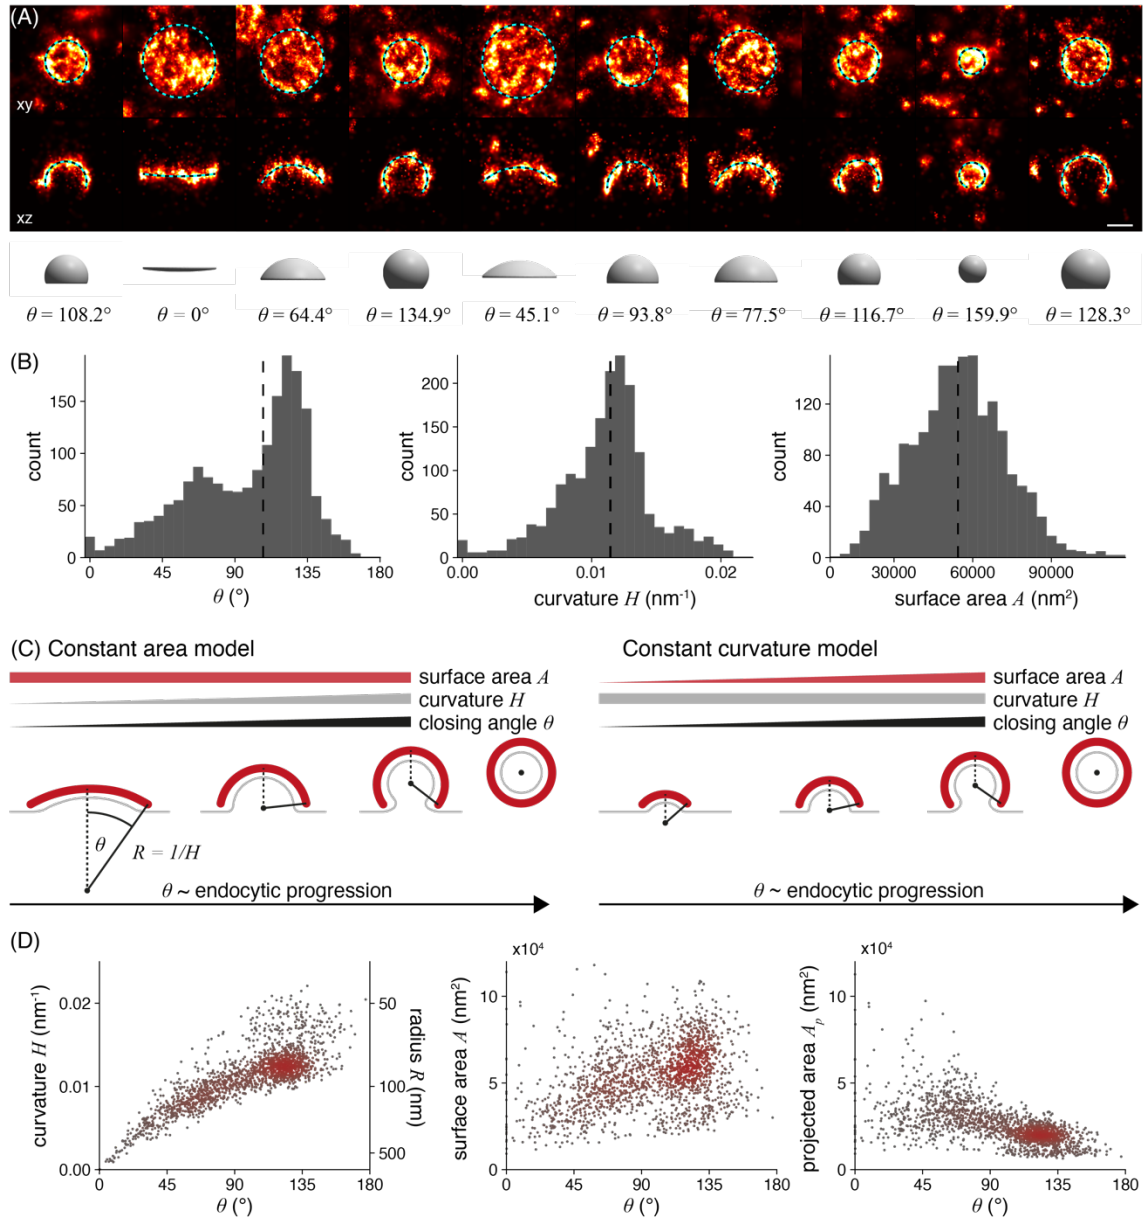 (A)
xy
xz
θ = 108.2° θ = 0° θ = 64.4° θ = 134.9° θ = 45.1° θ = 93.8° θ = 77.5° θ = 116.7° θ = 159.9° θ = 128.3°
(B)
150
100
50
0
count
0 45 90 135 180
θ (°)
200
150
100
50
0
count
0.00 0.01 0.02
curvature H (nm⁻¹)
120
80
40
0
count
0 30000 60000 90000
surface area A (nm²)
(C) Constant area model
surface area A
curvature H
closing angle θ
θ
R = 1/H
θ ~ endocytic progression
Constant curvature model
surface area A
curvature H
closing angle θ
θ ~ endocytic progression
(D)
0.02
0.01
0.00
curvature H (nm⁻¹)
50
100
500
radius R (nm)
0 45 90 135 180
θ (°)
x10⁴
10
5
0
surface area A (nm²)
0 45 90 135 180
θ (°)
x10⁴
10
5
0
projected area Aₚ (nm²)
0 45 90 135 180
θ (°)